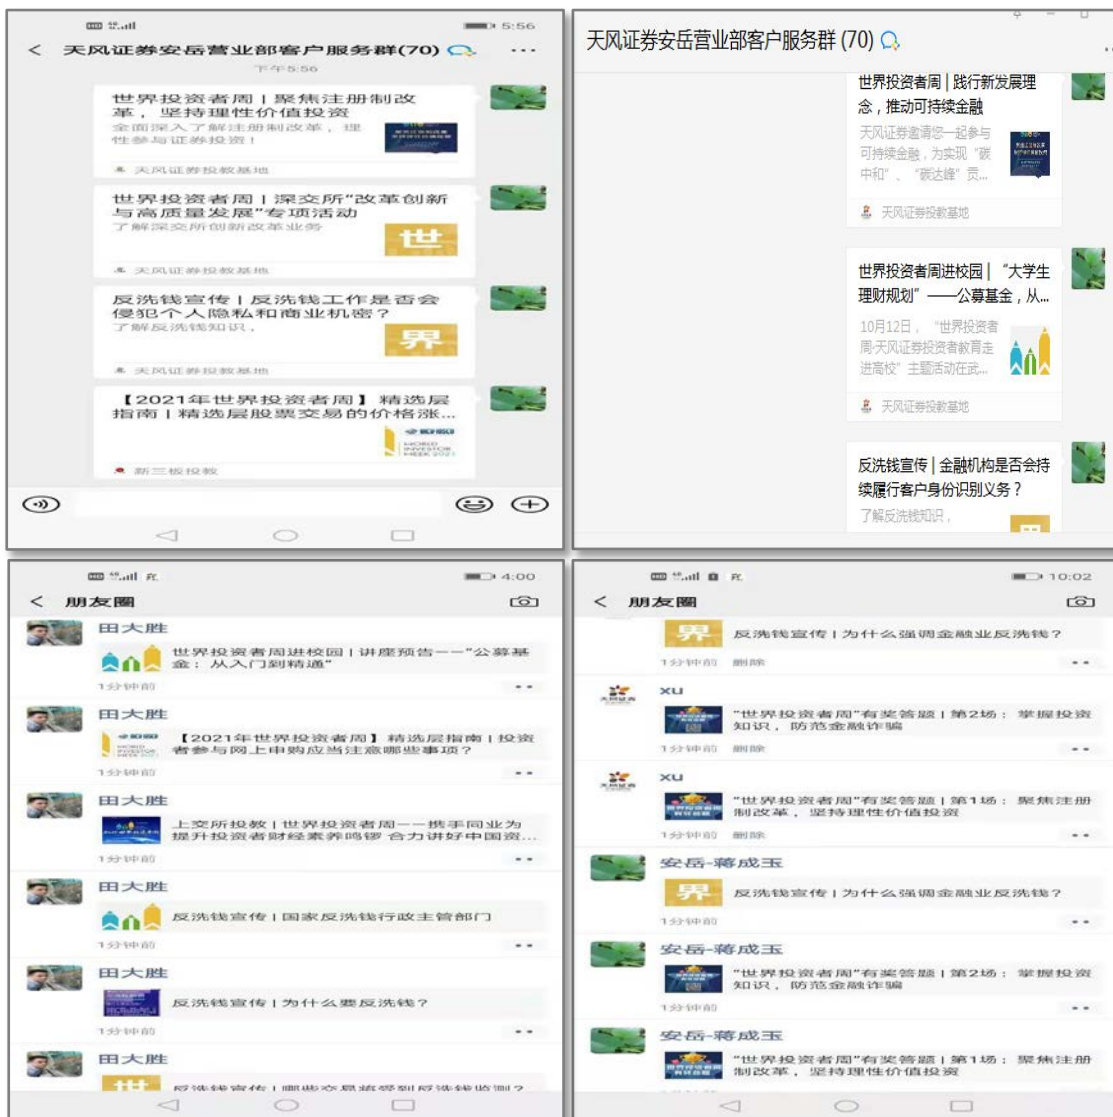 5:56
天风证券安岳营业部客户服务群(70)
下午5:56
世界投资者周 | 聚焦注册制改
革，坚持理性价值投资
全面深入了解注册制改革，理
性参与证券投资！
天风证券投教基地
世界投资者周 | 深交所“改革创新
与高质量发展”专项活动
了解深交所创新改革业务
世
天风证券投教基地
反洗钱宣传 | 反洗钱工作是否会
侵犯个人隐私和商业机密？
了解反洗钱知识，
界
天风证券投教基地
【2021年世界投资者周】精选层
指南 | 精选层股票交易的价格涨...
WORLD
INVESTOR
WEEK 2021
新三板投教
天风证券安岳营业部客户服务群 (70)
世界投资者周 | 践行新发展理
念，推动可持续金融
天风证券邀请您一起参与
可持续金融，为实现“碳
中和”、“碳达峰”贡...
天风证券投教基地
世界投资者周进校园 | “大学生
理财规划”——公募基金，从...
10月12日，“世界投资者
周·天风证券投资者教育走
进高校”主题活动在武...
天风证券投教基地
反洗钱宣传 | 金融机构是否会持
续履行客户身份识别义务？
了解反洗钱知识，
4:00
朋友圈
田大胜
世界投资者周进校园 | 讲座预告——“公募基
金：从入门到精通”
1分钟前
田大胜
【2021年世界投资者周】精选层指南 | 投资
者参与网上申购应当注意哪些事项？
1分钟前
田大胜
上交所投教 | 世界投资者周——携手同业为
提升投资者财经素养鸣锣 合力讲好中国资...
1分钟前
田大胜
反洗钱宣传 | 国家反洗钱行政主管部门
1分钟前
田大胜
反洗钱宣传 | 为什么要反洗钱？
1分钟前
田大胜
世
反洗钱宣传 | 哪些交易将受到反洗钱监测？
10:02
朋友圈
界
反洗钱宣传 | 为什么强调金融业反洗钱？
1分钟前 删除
xu
“世界投资者周”有奖答题 | 第2场：掌握投资
知识，防范金融诈骗
1分钟前 删除
xu
“世界投资者周”有奖答题 | 第1场：聚焦注册
制改革，坚持理性价值投资
1分钟前 删除
安岳-蒋成玉
界
反洗钱宣传 | 为什么强调金融业反洗钱？
1分钟前
安岳-蒋成玉
“世界投资者周”有奖答题 | 第2场：掌握投资
知识，防范金融诈骗
1分钟前
安岳-蒋成玉
“世界投资者周”有奖答题 | 第1场：聚焦注册
制改革，坚持理性价值投资